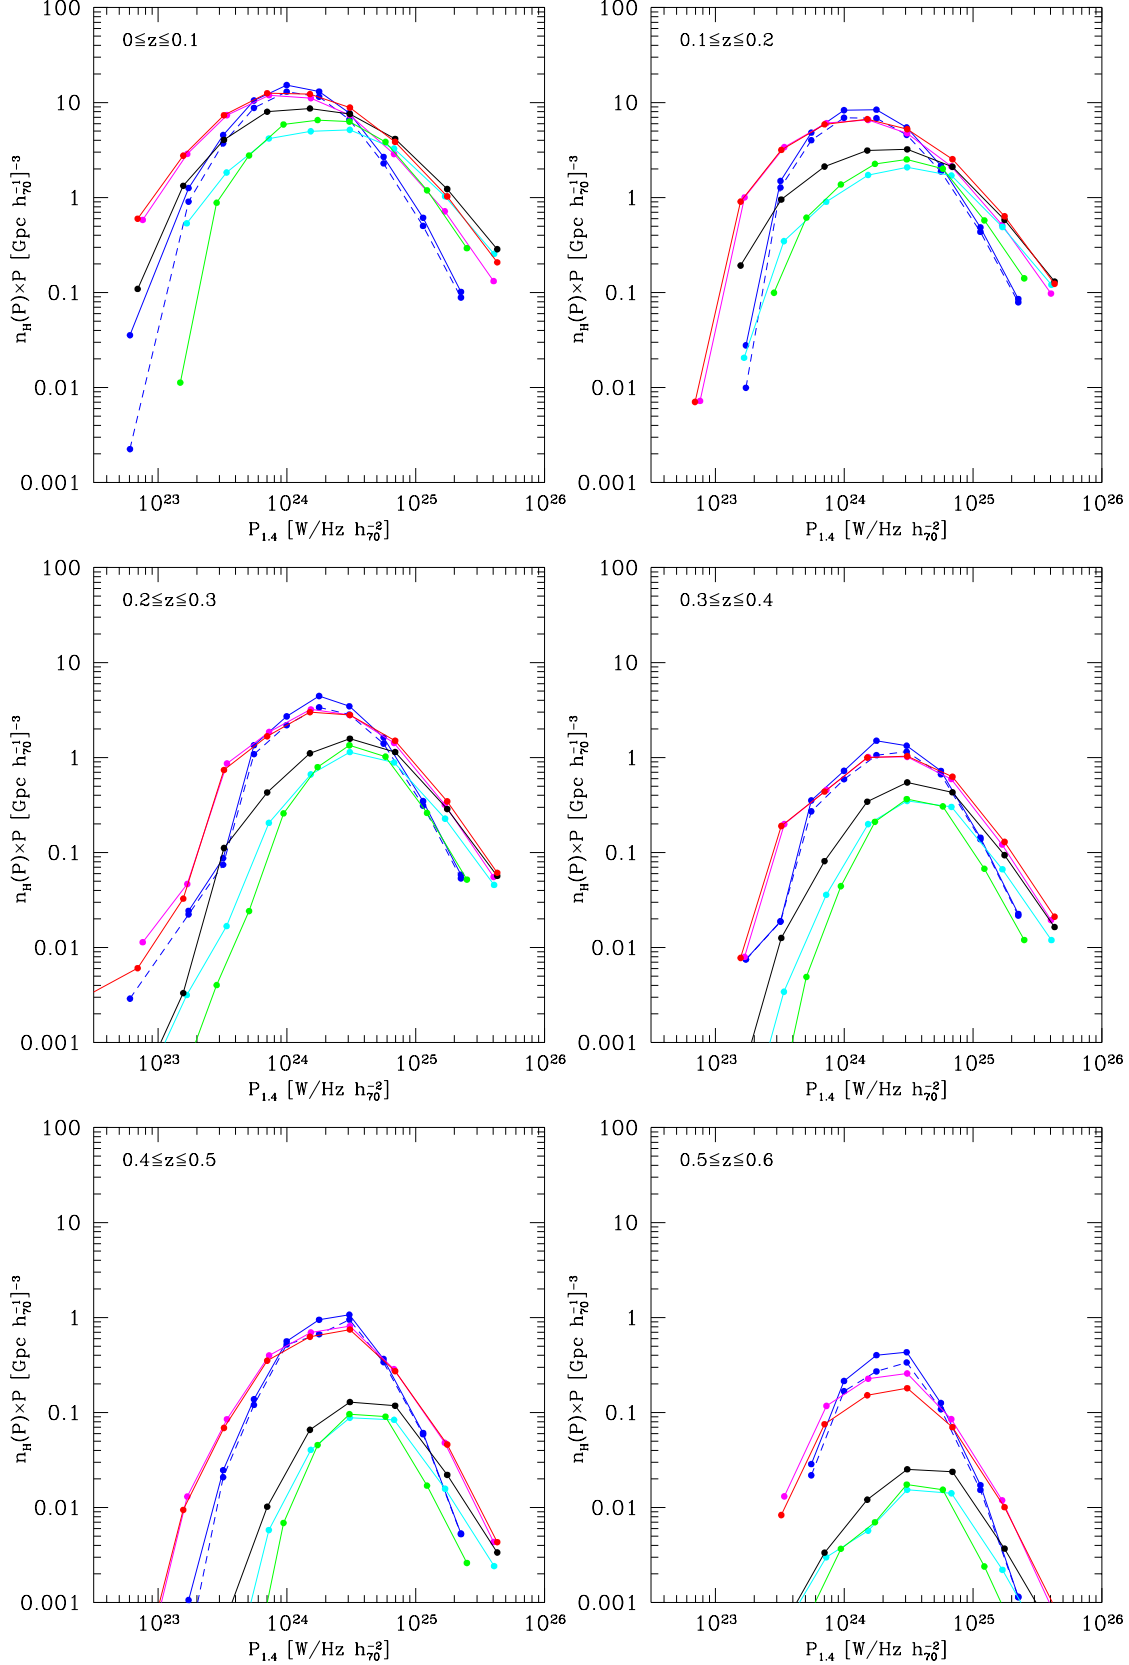 100
10
1
0.1
0.01
0.001
n_H(P)×P [Gpc h_70^-1]^-3
0≦z≦0.1
10^23 10^24 10^25 10^26
P_1.4 [W/Hz h_70^-2]
100
10
1
0.1
0.01
0.001
n_H(P)×P [Gpc h_70^-1]^-3
0.1≦z≦0.2
10^23 10^24 10^25 10^26
P_1.4 [W/Hz h_70^-2]
100
10
1
0.1
0.01
0.001
n_H(P)×P [Gpc h_70^-1]^-3
0.2≦z≦0.3
10^23 10^24 10^25 10^26
P_1.4 [W/Hz h_70^-2]
100
10
1
0.1
0.01
0.001
n_H(P)×P [Gpc h_70^-1]^-3
0.3≦z≦0.4
10^23 10^24 10^25 10^26
P_1.4 [W/Hz h_70^-2]
100
10
1
0.1
0.01
0.001
n_H(P)×P [Gpc h_70^-1]^-3
0.4≦z≦0.5
10^23 10^24 10^25 10^26
P_1.4 [W/Hz h_70^-2]
100
10
1
0.1
0.01
0.001
n_H(P)×P [Gpc h_70^-1]^-3
0.5≦z≦0.6
10^23 10^24 10^25 10^26
P_1.4 [W/Hz h_70^-2]